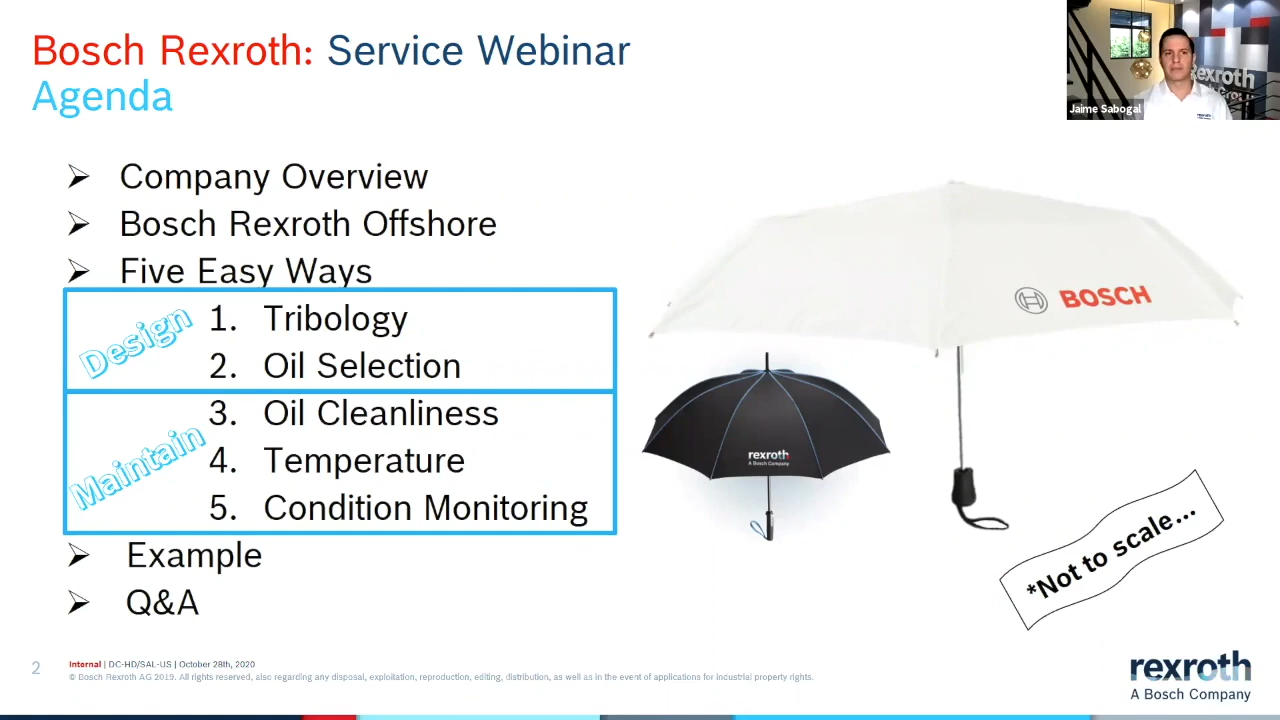 Bosch Rexroth: Service Webinar
Agenda
Jaime Sabogal
rexroth
➢ Company Overview
➢ Bosch Rexroth Offshore
➢ Five Easy Ways
Design
1. Tribology
2. Oil Selection
Maintain
3. Oil Cleanliness
4. Temperature
5. Condition Monitoring
➢ Example
➢ Q&A
BOSCH
rexroth
A Bosch Company
*Not to scale...
2
Internal | DC-HD/SAL-US | October 28th, 2020
© Bosch Rexroth AG 2019. All rights reserved, also regarding any disposal, exploitation, reproduction, editing, distribution, as well as in the event of applications for industrial property rights.
rexroth
A Bosch Company